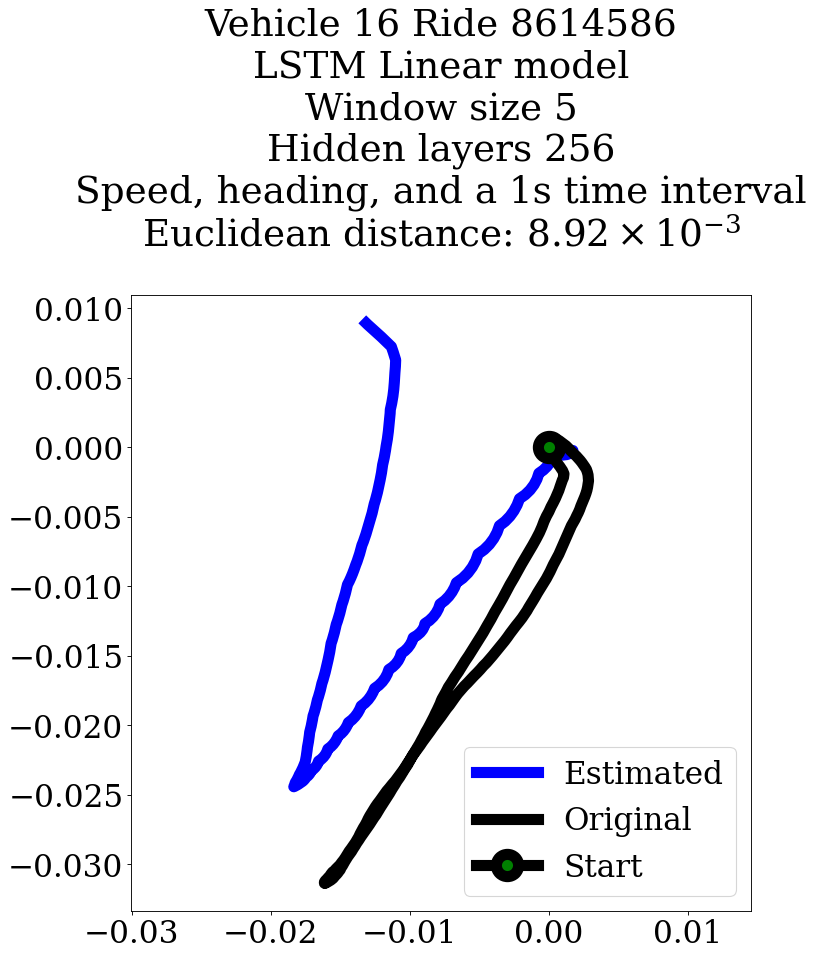 Vehicle 16 Ride 8614586
LSTM Linear model
Window size 5
Hidden layers 256
Speed, heading, and a 1s time interval
Euclidean distance: 8.92 × 10⁻³
0.010
0.005
0.000
−0.005
−0.010
−0.015
−0.020
−0.025
−0.030
Estimated
Original
Start
−0.03
−0.02
−0.01
0.00
0.01